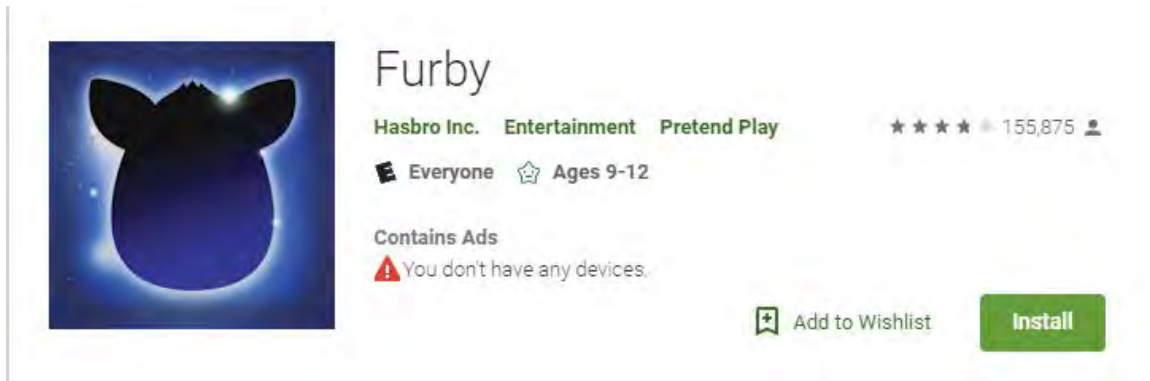 Furby
Hasbro Inc. Entertainment Pretend Play 155,875
E Everyone Ages 9-12
Contains Ads
You don't have any devices.
Add to Wishlist Install